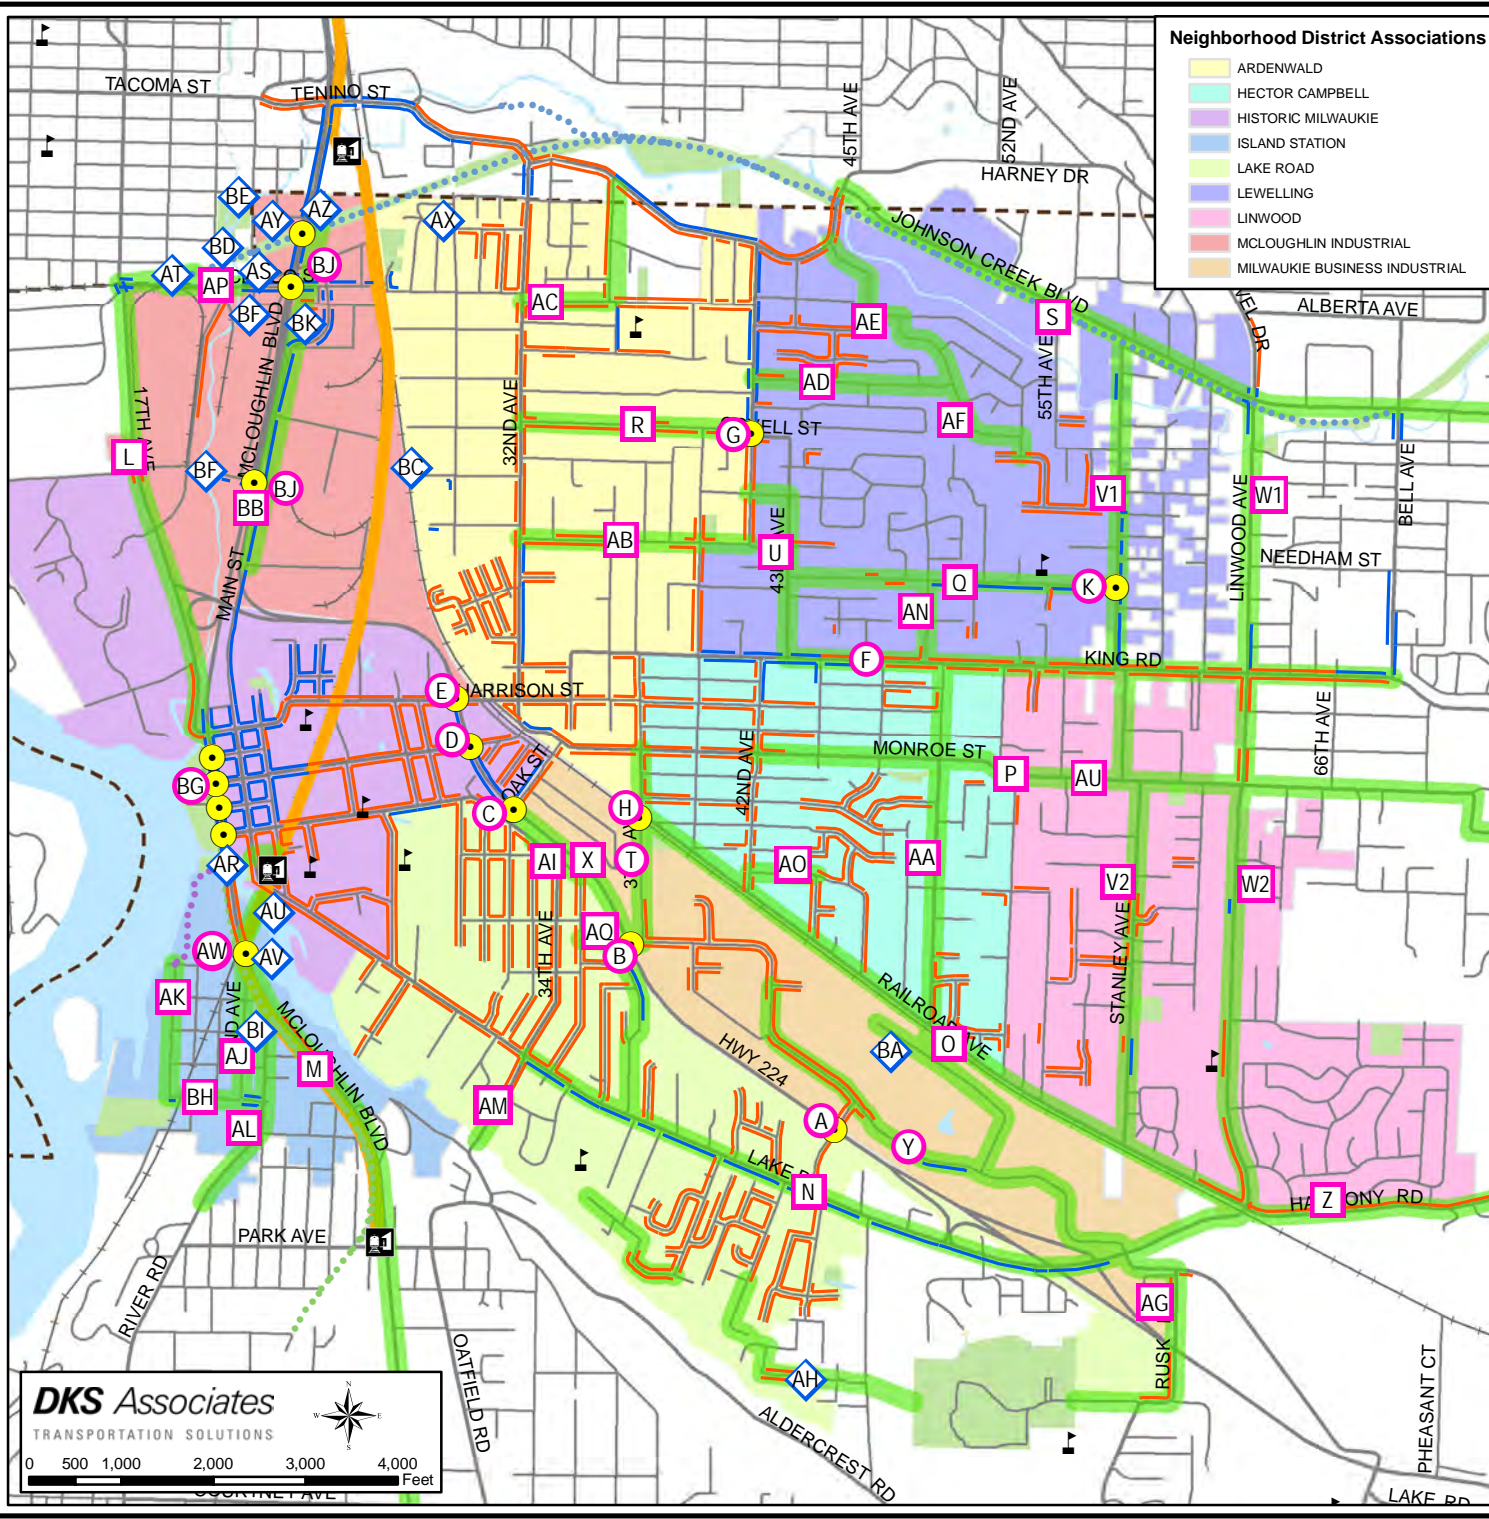 Neighborhood District Associations
ARDENWALD
HECTOR CAMPBELL
HISTORIC MILWAUKIE
ISLAND STATION
LAKE ROAD
LEWELLING
LINWOOD
MCLOUGHLIN INDUSTRIAL
MILWAUKIE BUSINESS INDUSTRIAL
TACOMA ST
TENINO ST
45TH AVE
52ND AVE
HARNEY DR
BE
AY
AZ
AX
BD
JOHNSON CREEK BLVD
AT
AP
AS
BJ
BF
BK
AC
AE
S
ALBERTA AVE
MCLOUGHLIN BLVD
17TH AVE
32ND AVE
AD
55TH AVE
R
G
AF
L
BF
BJ
BB
BC
V1
W1
BELL AVE
LINWOOD AVE
NEEDHAM ST
AB
U
Q
K
AN
MAIN ST
F
KING RD
E
D
OAK ST
42ND AVE
MONROE ST
P
AU
66TH AVE
BG
C
H
T
AI
X
AO
AA
V2
W2
AR
AU
AW
AV
AQ
B
34TH AVE
STANLEY AVE
AK
BI
AJ
MCLOUGHLIN BLVD
M
BH
AL
AM
HWY 224
RAILROAD AVE
BA
O
A
Y
N
Z
PARK AVE
RIVER RD
OATFIELD RD
AH
AG
RUSK
ALDERCREST RD
PHEASANT CT
LAKE RD
DKS Associates
TRANSPORTATION SOLUTIONS
N
W E
S
0 500 1,000 2,000 3,000 4,000
Feet